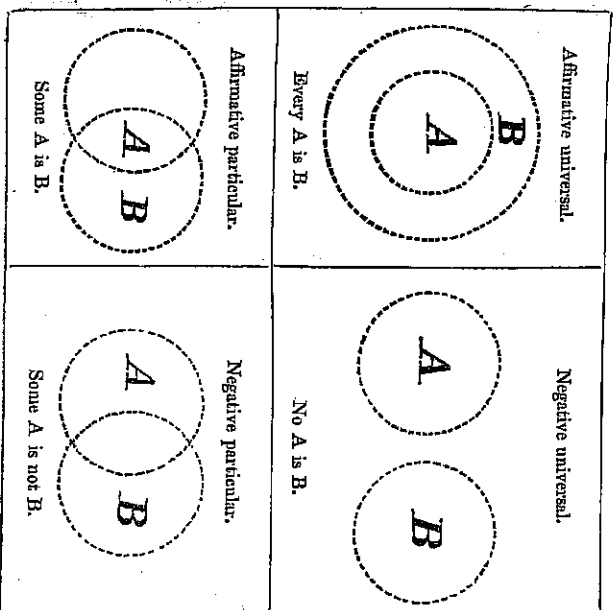 Affirmative universal.
B
A
Every A is B.
Negative universal.
A
B
No A is B.
Affirmative particular.
A
B
Some A is B.
Negative particular.
A
B
Some A is not B.